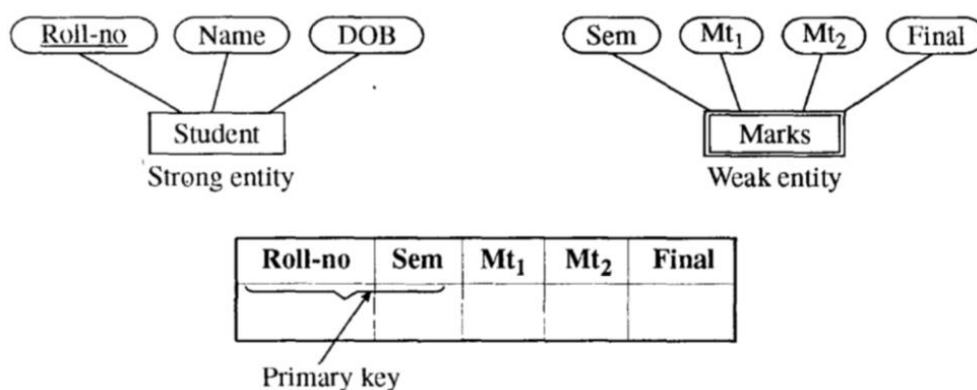 Roll-no Name DOB Sem Mt₁ Mt₂ Final
Student Marks
Strong entity Weak entity
Roll-no Sem Mt₁ Mt₂ Final
Primary key